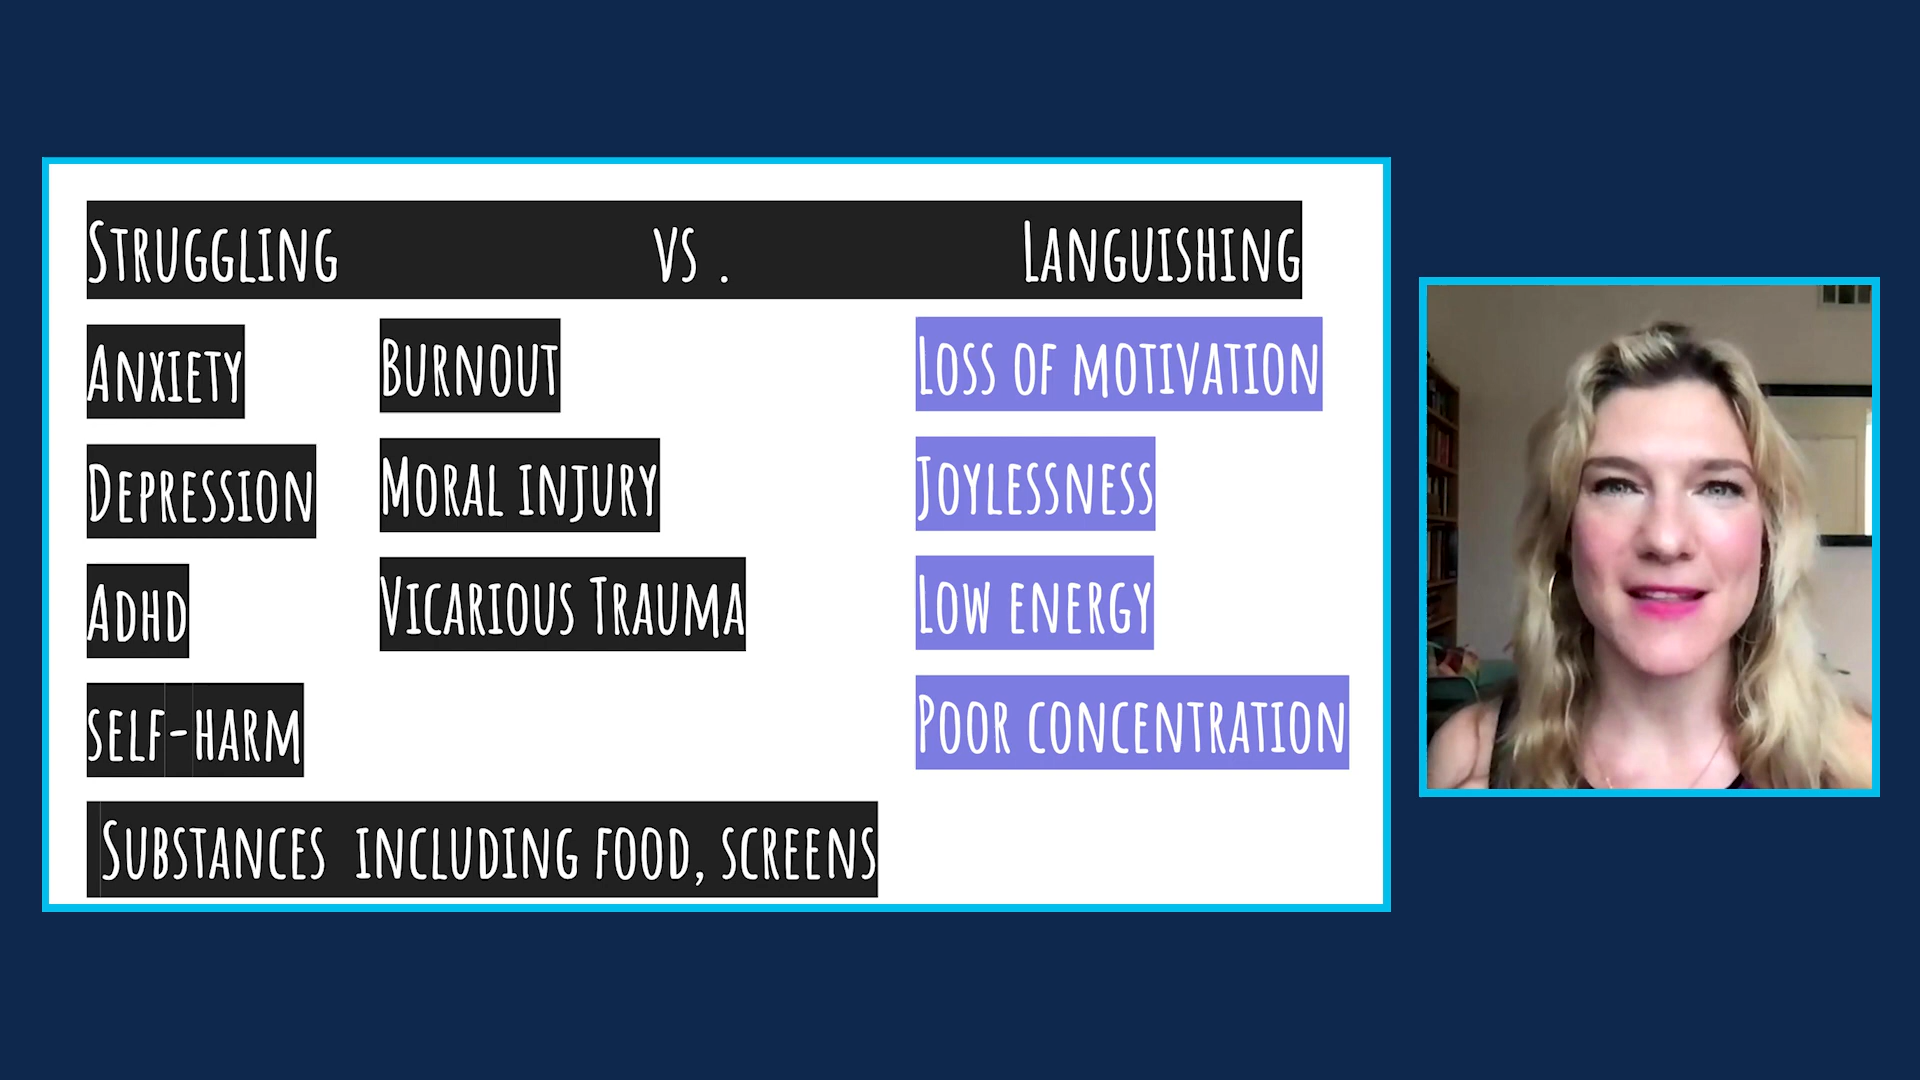 Struggling vs . Languishing
Anxiety
Depression
ADHD
self-harm
Substances including food, screens
Burnout
Moral injury
Vicarious Trauma
Loss of motivation
Joylessness
Low energy
Poor concentration